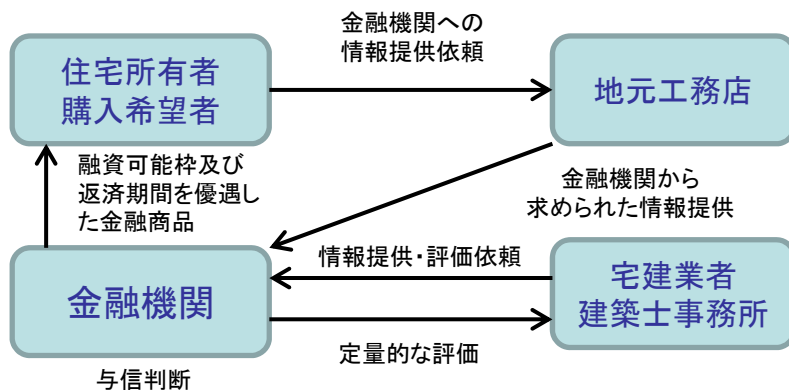 金融機関への
情報提供依頼
住宅所有者
購入希望者
地元工務店
融資可能枠及び
返済期間を優遇し
た金融商品
金融機関から
求められた情報提供
情報提供・評価依頼
金融機関
宅建業者
建築士事務所
定量的な評価
与信判断